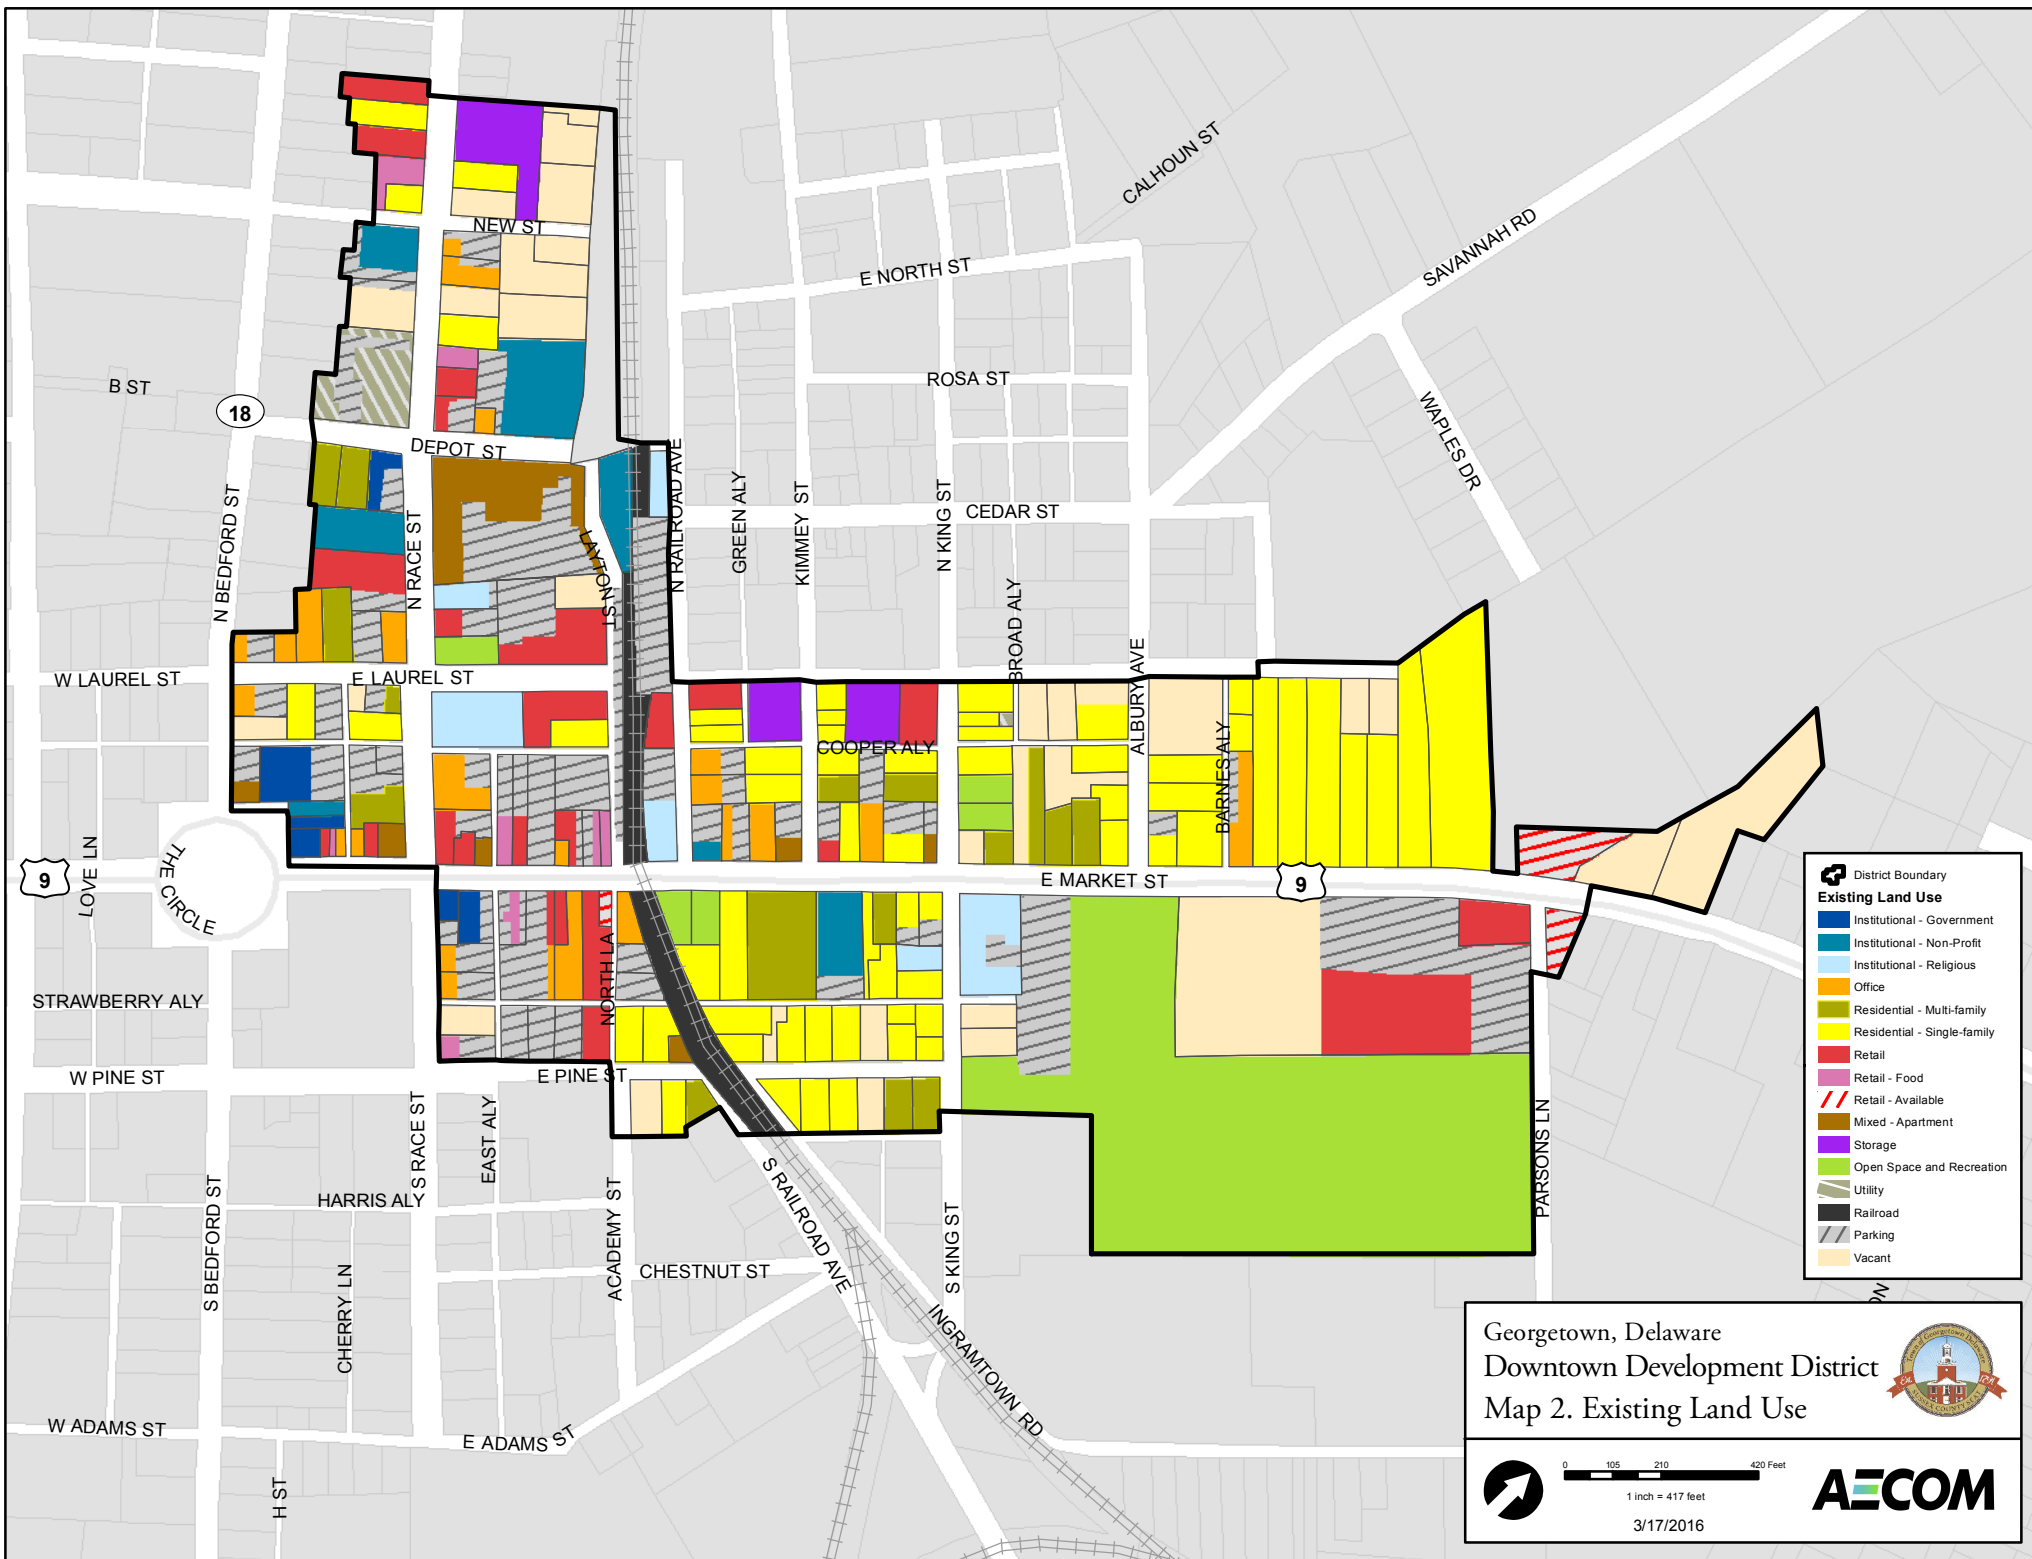 CALHOUN ST
NEW ST
SAVANNAH RD
E NORTH ST
B ST
ROSA ST
18
WAPLES DR
DEPOT ST
N RAILROAD AVE
GREEN ALY
KIMMEY ST
N KING ST
CEDAR ST
N BEDFORD ST
N RACE ST
LAYTON ST
BROAD ALY
ALBURY AVE
W LAUREL ST
E LAUREL ST
COOPER ALY
BARNES ALY
LOVE LN
THE CIRCLE
9
E MARKET ST
9
NORTH LA
STRAWBERRY ALY
W PINE ST
E PINE ST
S RACE ST
EAST ALY
S BEDFORD ST
HARRIS ALY
ACADEMY ST
S RAILROAD AVE
S KING ST
PARSONS LN
CHERRY LN
CHESTNUT ST
INGRAMTOWN RD
W ADAMS ST
E ADAMS ST
H ST
ON
District Boundary
Existing Land Use
Institutional - Government
Institutional - Non-Profit
Institutional - Religious
Office
Residential - Multi-family
Residential - Single-family
Retail
Retail - Food
Retail - Available
Mixed - Apartment
Storage
Open Space and Recreation
Utility
Railroad
Parking
Vacant
Georgetown, Delaware
Downtown Development District
Map 2. Existing Land Use
0 105 210 420 Feet
1 inch = 417 feet
3/17/2016
AECOM